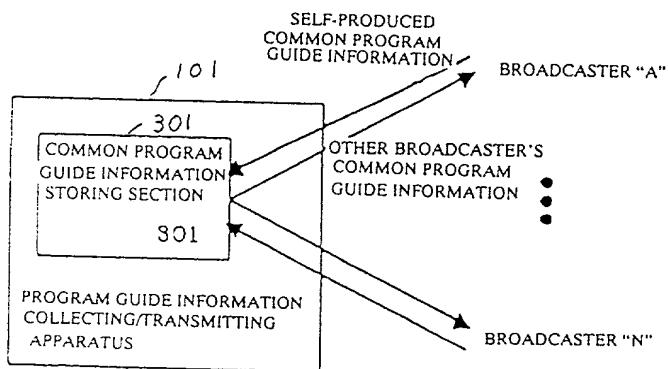 SELF-PRODUCED
COMMON PROGRAM
GUIDE INFORMATION
BROADCASTER "A"
101
301
COMMON PROGRAM
GUIDE INFORMATION
STORING SECTION
301
OTHER BROADCASTER'S
COMMON PROGRAM
GUIDE INFORMATION
PROGRAM GUIDE INFORMATION
COLLECTING/TRANSMITTING
APPARATUS
BROADCASTER "N"